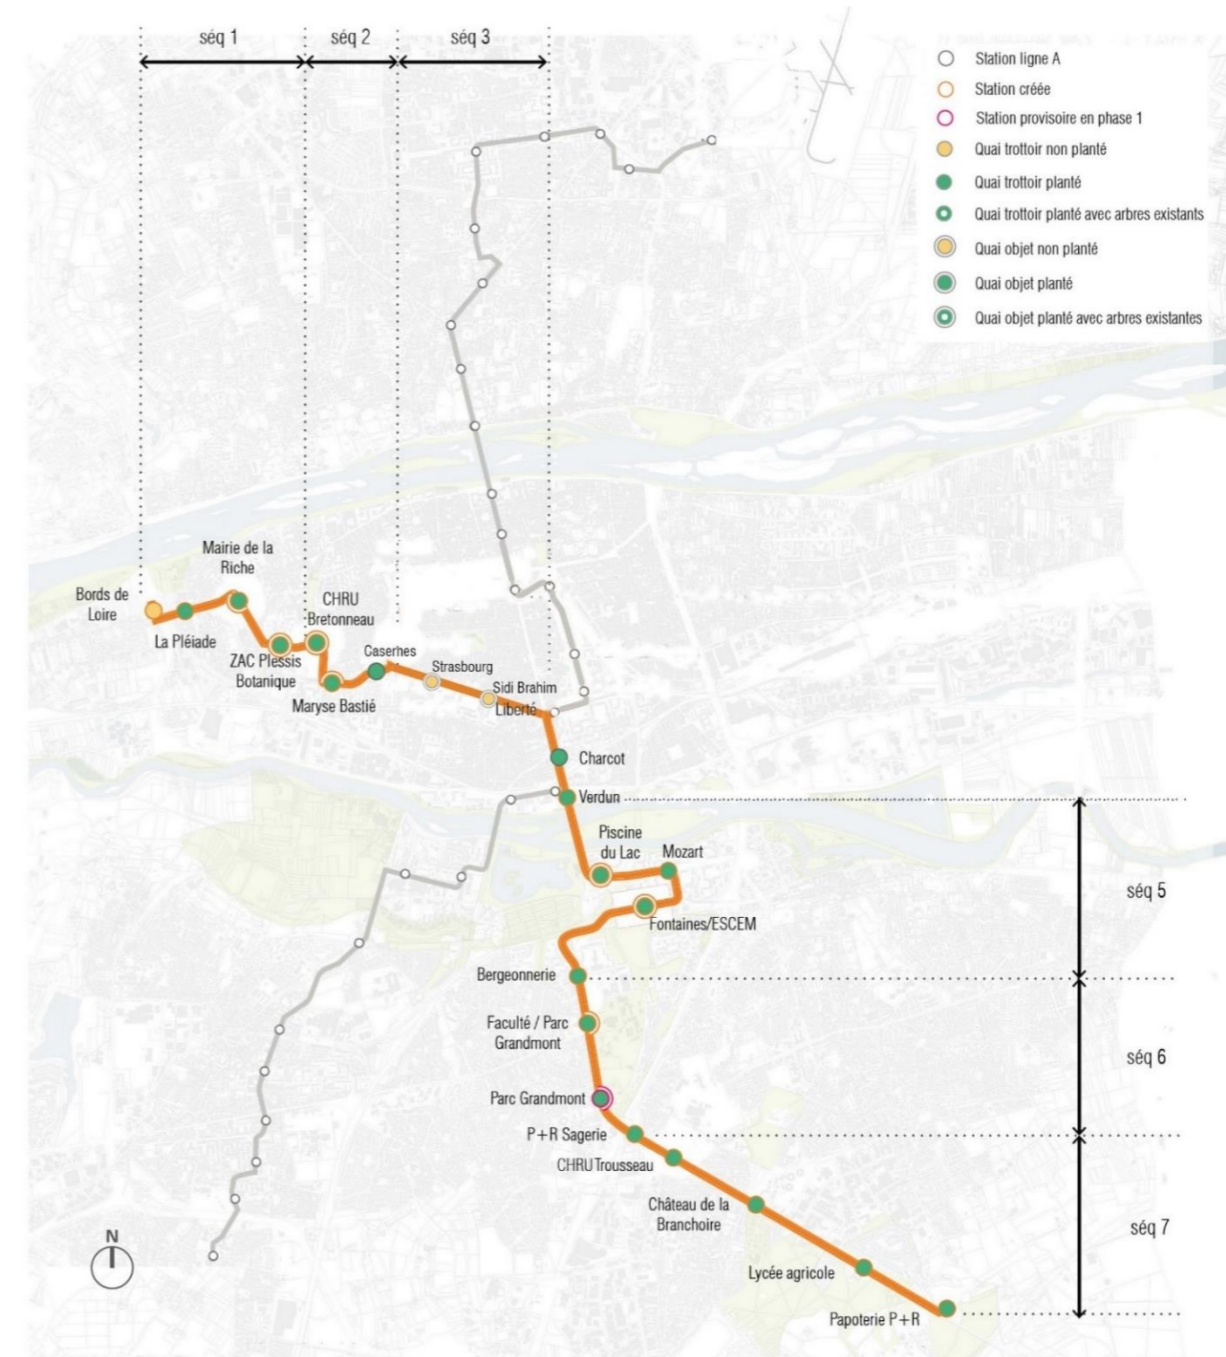 séq 1
séq 2
séq 3
Station ligne A
Station créée
Station provisoire en phase 1
Quai trottoir non planté
Quai trottoir planté
Quai trottoir planté avec arbres existants
Quai objet non planté
Quai objet planté
Quai objet planté avec arbres existantes
Mairie de la
Riche
Bords de
Loire
La Pléiade
CHRU
Bretonneau
ZAC Plessis
Botanique
Maryse Bastié
Casernes
Strasbourg
Sidi Brahim
Liberté
Charcot
Verdun
Piscine
du Lac
Mozart
Fontaines/ESCEM
séq 5
Bergeonnerie
Faculté / Parc
Grandmont
séq 6
Parc Grandmont
P+R Sagerie
CHRU Trousseau
Château de la
Branchoire
séq 7
Lycée agricole
Papoterie P+R
N